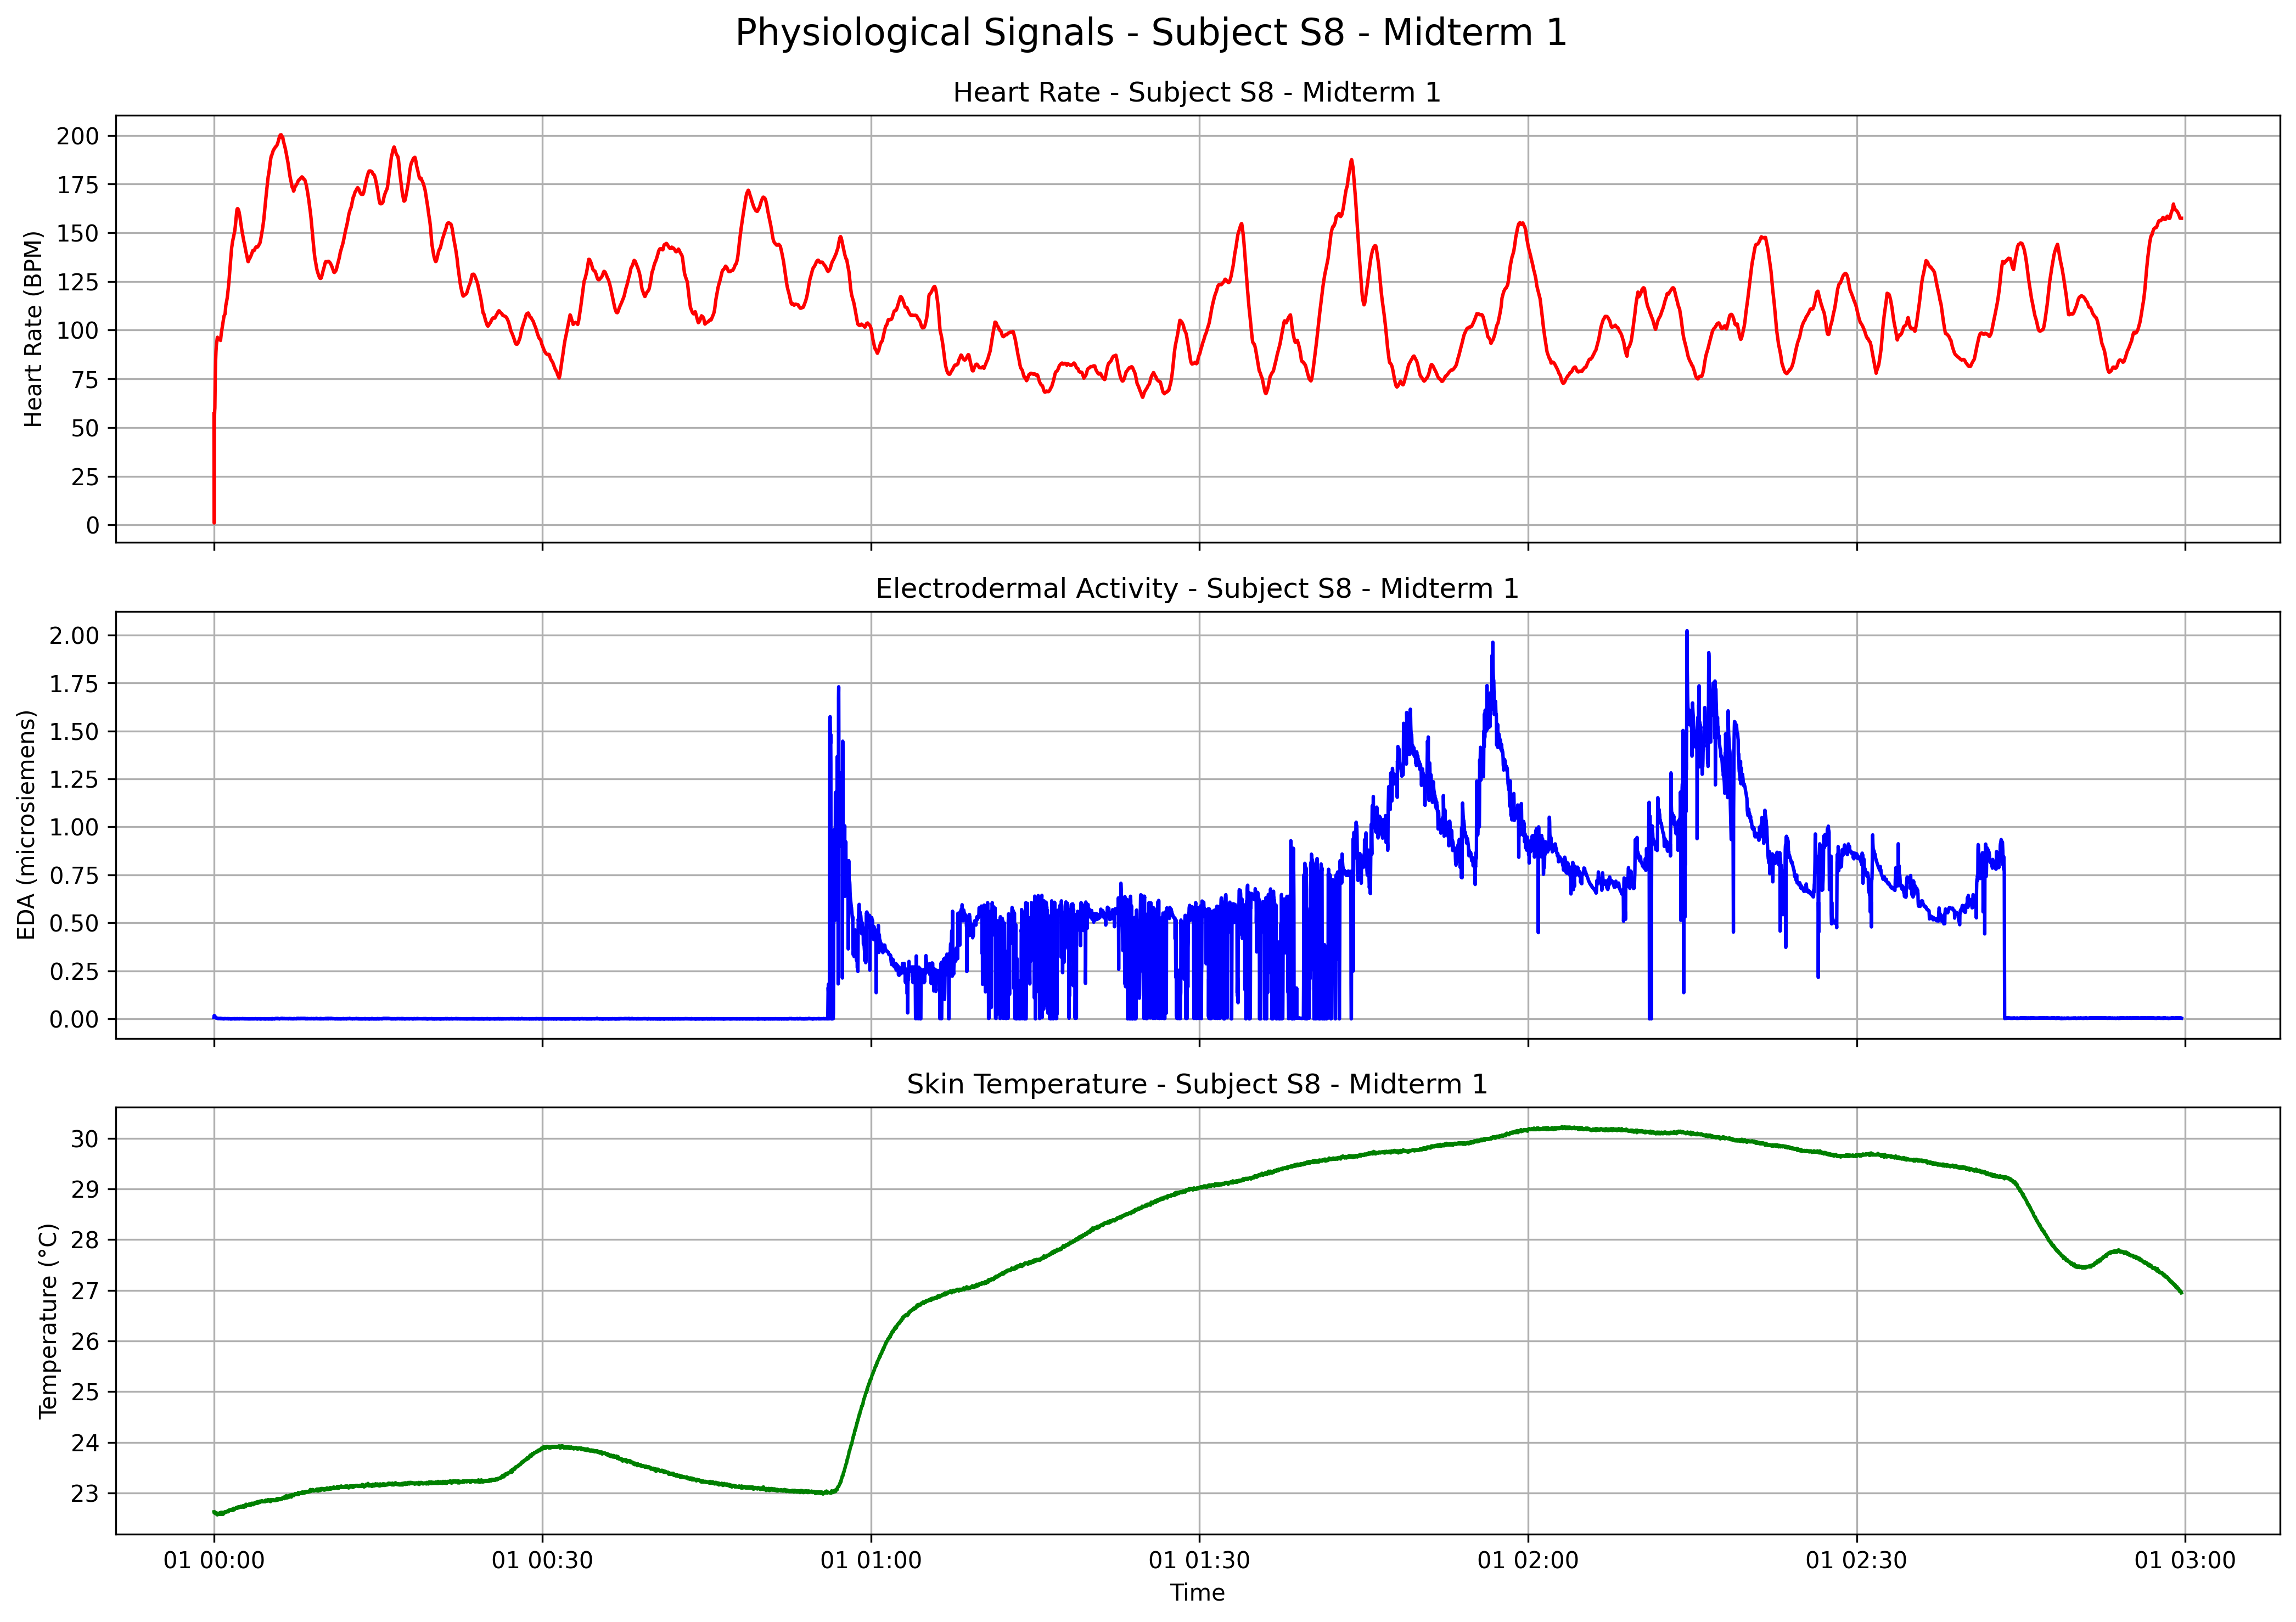 Physiological Signals - Subject S8 - Midterm 1
Heart Rate - Subject S8 - Midterm 1
Heart Rate (BPM)
200
175
150
125
100
75
50
25
0
Electrodermal Activity - Subject S8 - Midterm 1
EDA (microsiemens)
2.00
1.75
1.50
1.25
1.00
0.75
0.50
0.25
0.00
Skin Temperature - Subject S8 - Midterm 1
Temperature (°C)
30
29
28
27
26
25
24
23
01 00:00 01 00:30 01 01:00 01 01:30 01 02:00 01 02:30 01 03:00
Time